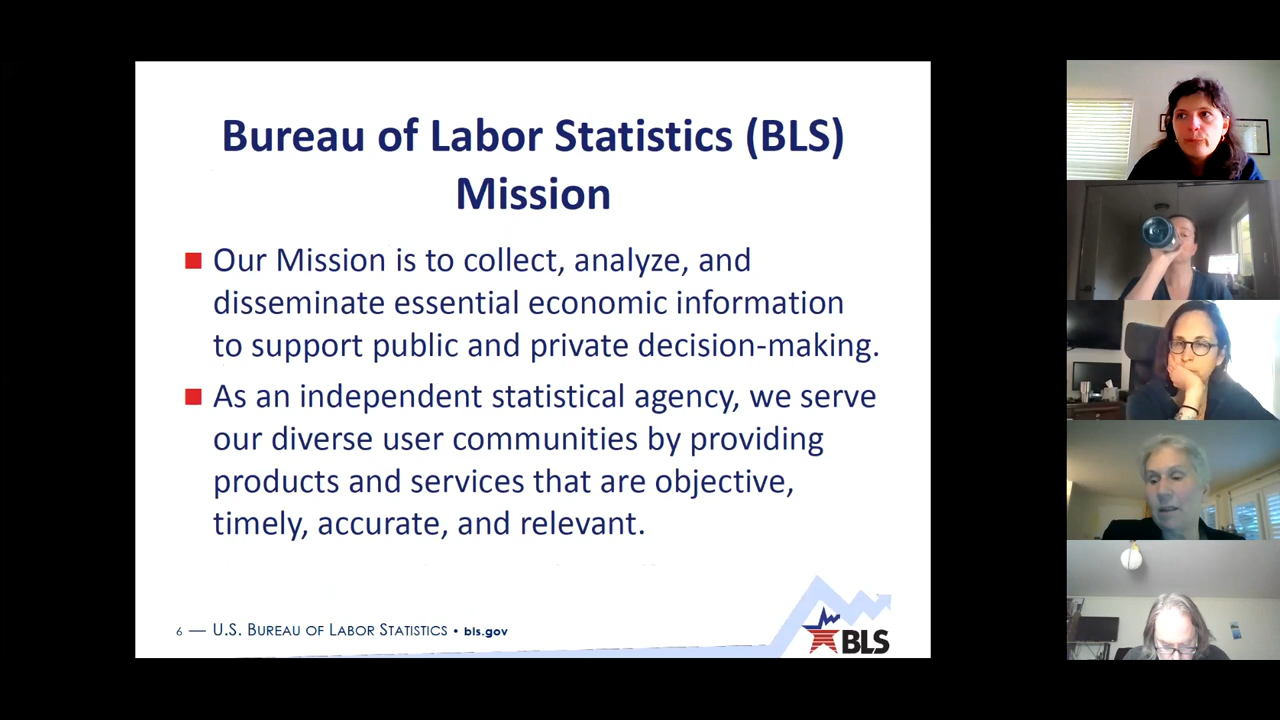 Bureau of Labor Statistics (BLS)
Mission
Our Mission is to collect, analyze, and
disseminate essential economic information
to support public and private decision-making.
As an independent statistical agency, we serve
our diverse user communities by providing
products and services that are objective,
timely, accurate, and relevant.
6 — U.S. BUREAU OF LABOR STATISTICS • bls.gov
BLS